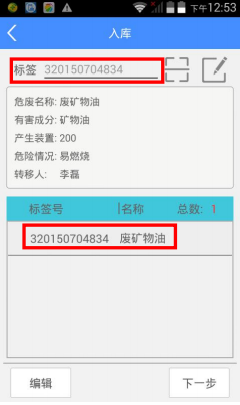 下午12:53
入库
标签 320150704834
危废名称: 废矿物油
有害成分: 矿物油
产生装置: 200
危险情况: 易燃烧
转移人: 李磊
标签号 |名称 总数: 1
320150704834 废矿物油
编辑 下一步